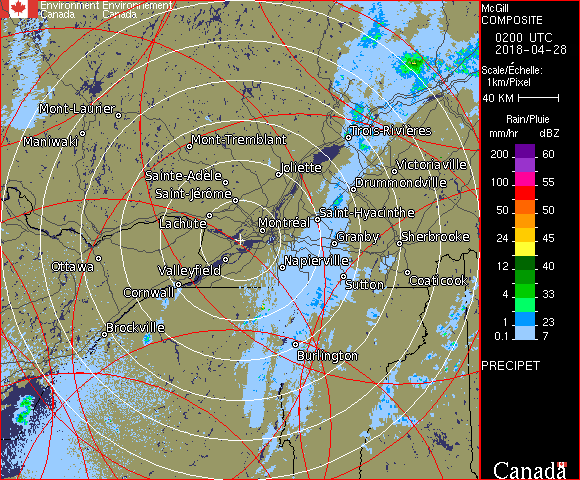 Environment Environnement
Canada Canada
McGill
COMPOSITE
0200 UTC
2018-04-28
Scale/Échelle:
1km/Pixel
40 KM
Rain/Pluie
mm/hr dBZ
200 60
100 55
50 50
24 45
12 40
4 33
1 23
0.1 7
PRECIPET
Canada
Mont-Laurier
Maniwaki
Mont-Tremblant
Trois-Rivières
Sainte-Adèle
Joliette
Victoriaville
Saint-Jérôme
Drummondville
Lachute
Montréal
Saint-Hyacinthe
Granby
Sherbrooke
Ottawa
Valleyfield
Napierville
Cornwall
Sutton
Coaticook
Brockville
Burlington